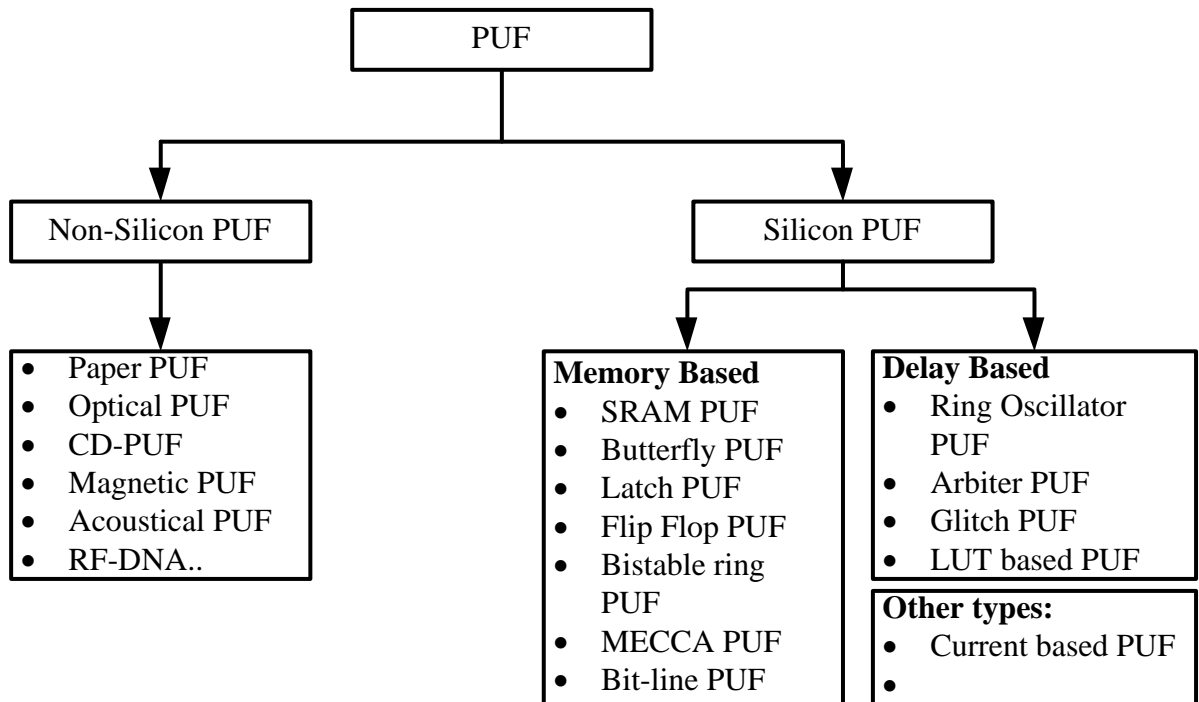 PUF
Non-Silicon PUF
Silicon PUF
• Paper PUF
• Optical PUF
• CD-PUF
• Magnetic PUF
• Acoustical PUF
• RF-DNA..
Memory Based
• SRAM PUF
• Butterfly PUF
• Latch PUF
• Flip Flop PUF
• Bistable ring
PUF
• MECCA PUF
• Bit-line PUF
Delay Based
• Ring Oscillator
PUF
• Arbiter PUF
• Glitch PUF
• LUT based PUF
Other types:
• Current based PUF
•